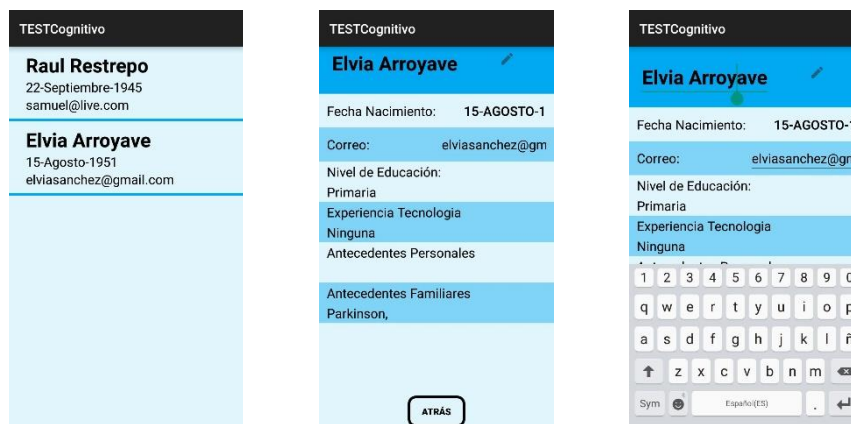 TESTCognitivo
Raul Restrepo
22-Septiembre-1945
samuel@live.com
Elvia Arroyave
15-Agosto-1951
elviasanchez@gmail.com
TESTCognitivo
Elvia Arroyave
Fecha Nacimiento: 15-AGOSTO-1
Correo: elviasanchez@gm
Nivel de Educación:
Primaria
Experiencia Tecnologia
Ninguna
Antecedentes Personales
Antecedentes Familiares
Parkinson,
ATRÁS
TESTCognitivo
Elvia Arroyave
Fecha Nacimiento: 15-AGOSTO-1
Correo: elviasanchez@gm
Nivel de Educación:
Primaria
Experiencia Tecnologia
Ninguna
1 2 3 4 5 6 7 8 9 0
q w e r t y u i o p
a s d f g h j k l ñ
z x c v b n m
Sym Español(ES) .